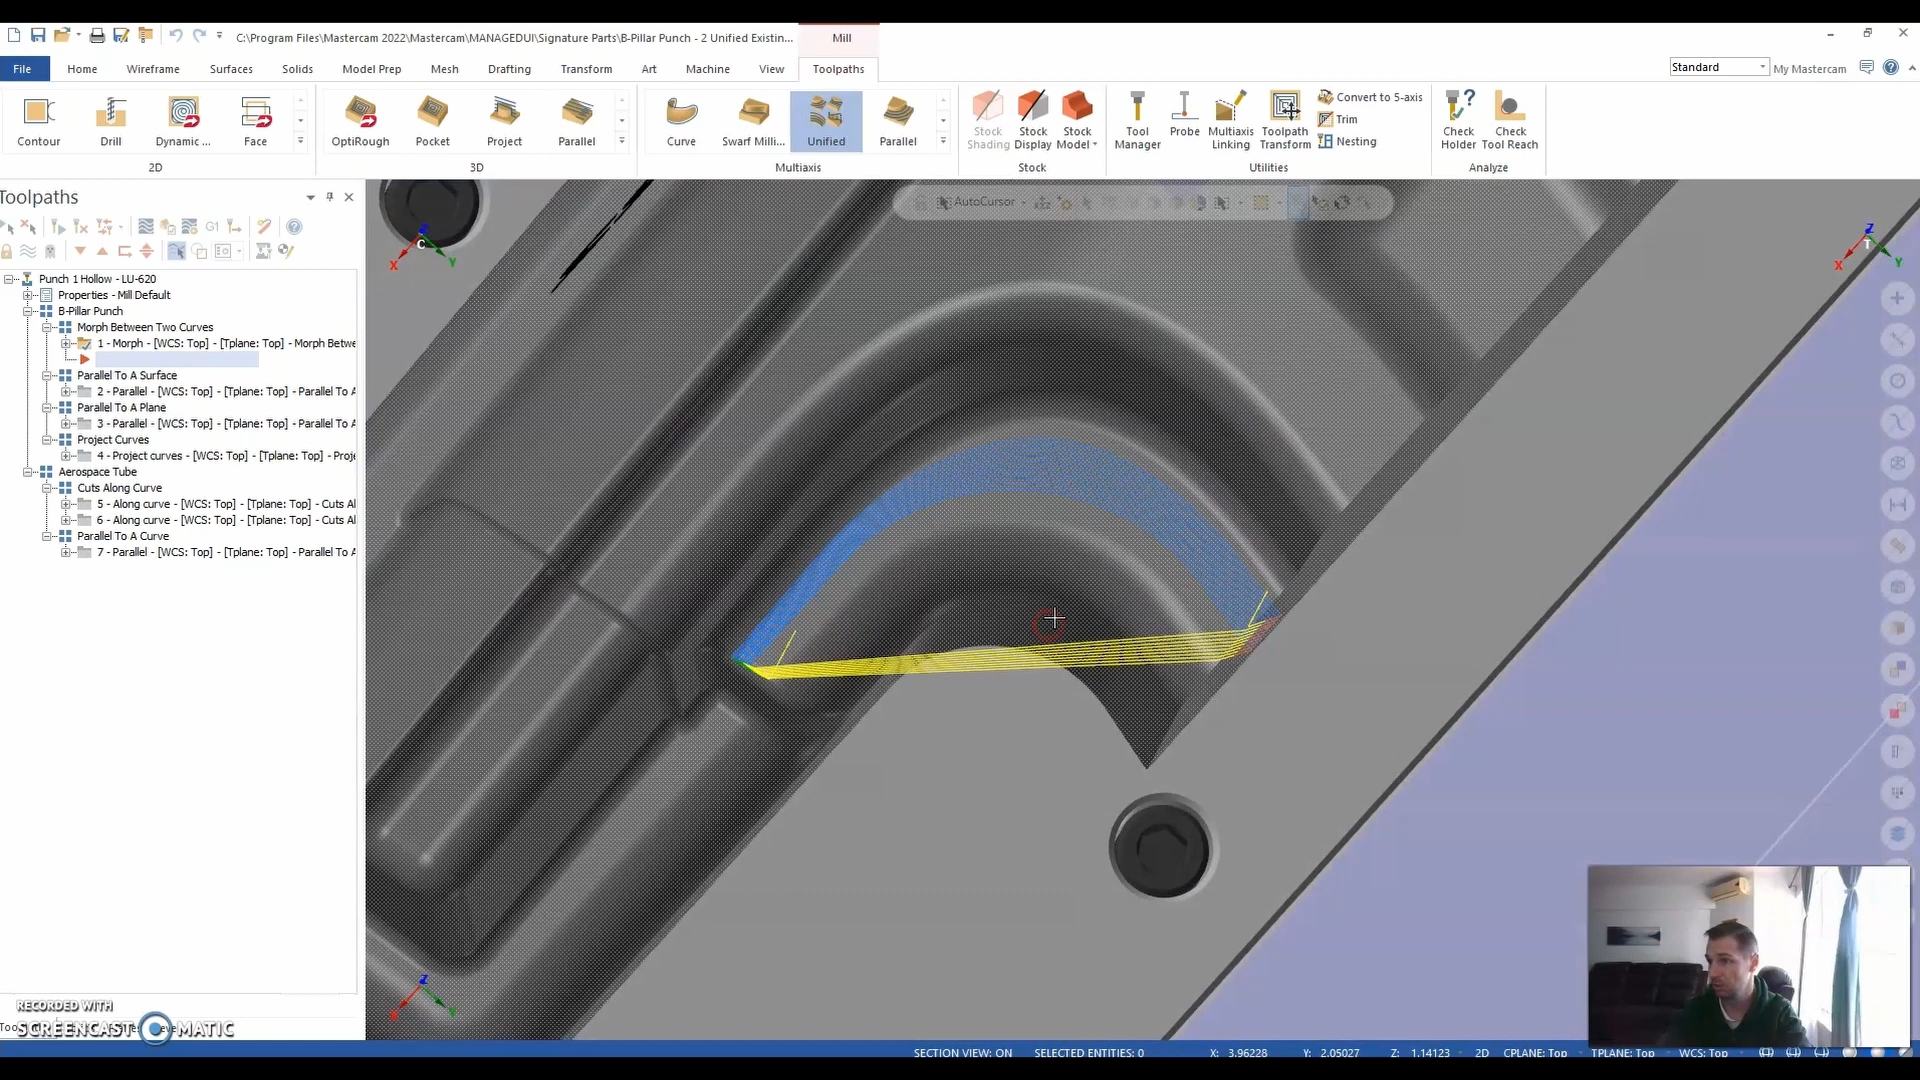 C:\Program Files\Mastercam 2022\Mastercam\MANAGEDUI\Signature Parts\B-Pillar Punch - 2 Unified Existin...
Mill
File
Home
Wireframe
Surfaces
Solids
Model Prep
Mesh
Drafting
Transform
Art
Machine
View
Toolpaths
Standard
My Mastercam
Contour
Drill
Dynamic ...
Face
OptiRough
Pocket
Project
Parallel
Curve
Swarf Milli...
Unified
Parallel
Stock Shading
Stock Display
Stock Model
Tool Manager
Probe
Multiaxis Linking
Toolpath Transform
Convert to 5-axis
Trim
Nesting
Check Holder
Check Tool Reach
2D
3D
Multiaxis
Stock
Utilities
Analyze
Toolpaths
G1
AutoCursor
Punch 1 Hollow - LU-620
Properties - Mill Default
B-Pillar Punch
Morph Between Two Curves
1 - Morph - [WCS: Top] - [Tplane: Top] - Morph Betwe
Parallel To A Surface
2 - Parallel - [WCS: Top] - [Tplane: Top] - Parallel To A
Parallel To A Plane
3 - Parallel - [WCS: Top] - [Tplane: Top] - Parallel To A
Project Curves
4 - Project curves - [WCS: Top] - [Tplane: Top] - Proje
Aerospace Tube
Cuts Along Curve
5 - Along curve - [WCS: Top] - [Tplane: Top] - Cuts Al
6 - Along curve - [WCS: Top] - [Tplane: Top] - Cuts Al
Parallel To A Curve
7 - Parallel - [WCS: Top] - [Tplane: Top] - Parallel To A
Z
C
X
Y
Z
T
X
Y
Z
X
Y
RECORDED WITH
SCREENCAST MATIC
SECTION VIEW: ON
SELECTED ENTITIES: 0
X: 3.96228
Y: 2.05027
Z: 1.14123
2D
CPLANE: Top
TPLANE: Top
WCS: Top